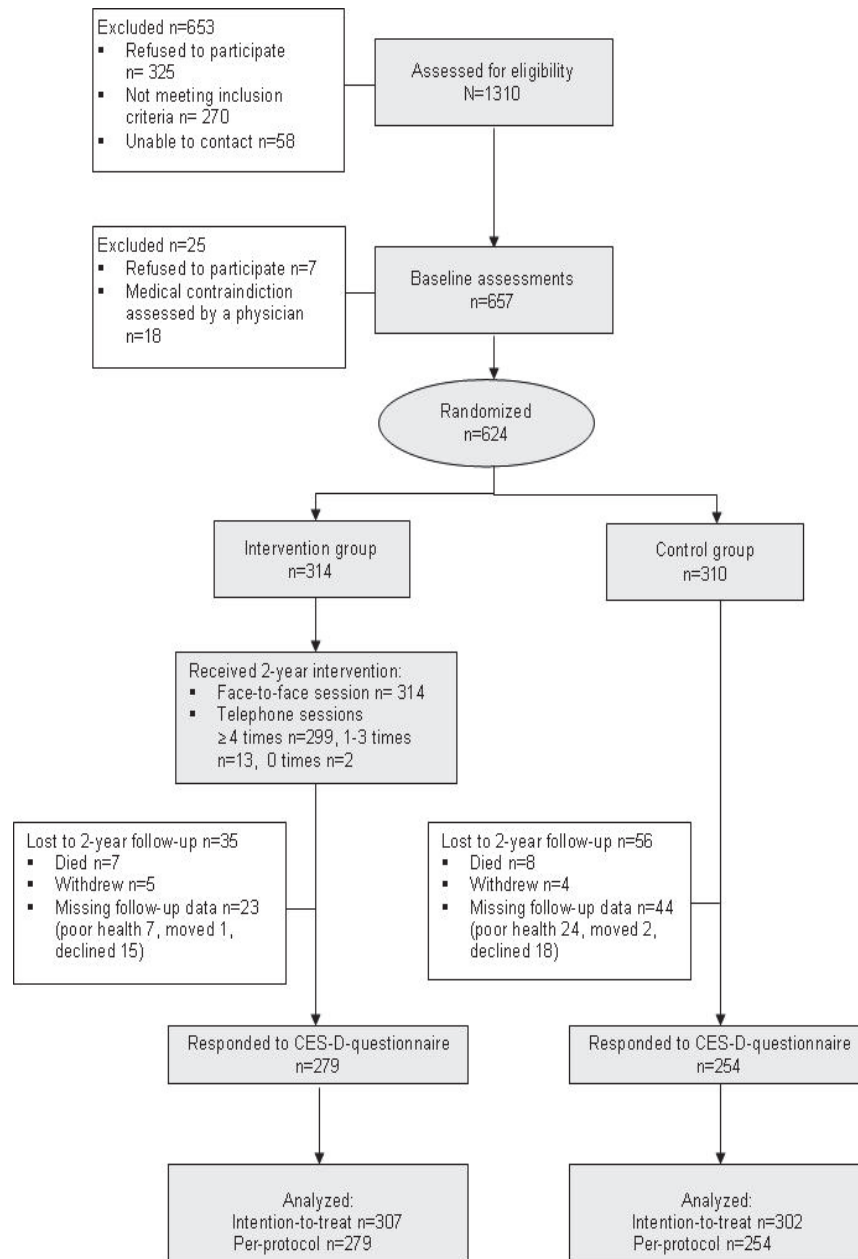 Excluded n=653
▪ Refused to participate
n= 325
▪ Not meeting inclusion
criteria n= 270
▪ Unable to contact n=58
Assessed for eligibility
N=1310
Excluded n=25
▪ Refused to participate n=7
▪ Medical contraindiction
assessed by a physician
n=18
Baseline assessments
n=657
Randomized
n=624
Intervention group
n=314
Control group
n=310
Received 2-year intervention:
▪ Face-to-face session n= 314
▪ Telephone sessions
≥4 times n=299, 1-3 times
n=13, 0 times n=2
Lost to 2-year follow-up n=35
▪ Died n=7
▪ Withdrew n=5
▪ Missing follow-up data n=23
(poor health 7, moved 1,
declined 15)
Lost to 2-year follow-up n=56
▪ Died n=8
▪ Withdrew n=4
▪ Missing follow-up data n=44
(poor health 24, moved 2,
declined 18)
Responded to CES-D-questionnaire
n=279
Responded to CES-D-questionnaire
n=254
Analyzed:
Intention-to-treat n=307
Per-protocol n=279
Analyzed:
Intention-to-treat n=302
Per-protocol n=254